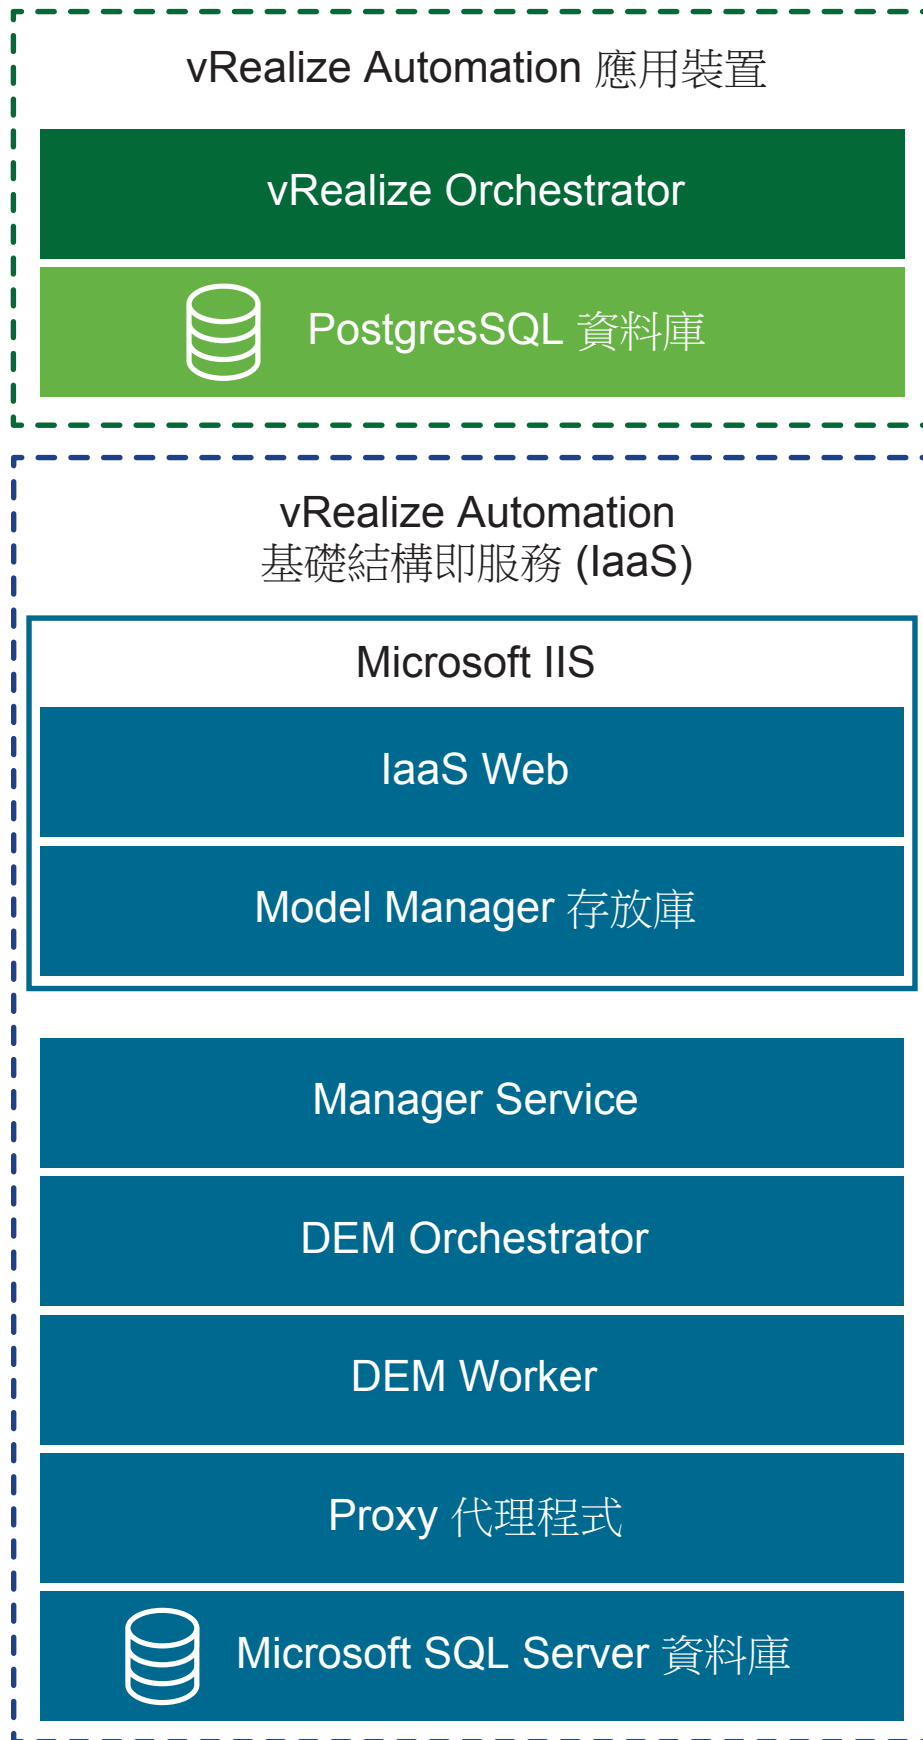 vRealize Automation 應用裝置
vRealize Orchestrator
PostgresSQL 資料庫
vRealize Automation
基礎結構即服務 (IaaS)
Microsoft IIS
IaaS Web
Model Manager 存放庫
Manager Service
DEM Orchestrator
DEM Worker
Proxy 代理程式
Microsoft SQL Server 資料庫